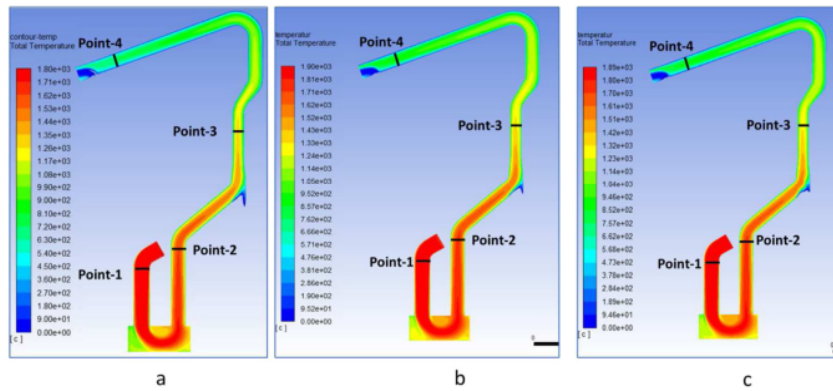 contour-temp
Total Temperature
1.80e+03
1.71e+03
1.62e+03
1.53e+03
1.44e+03
1.35e+03
1.26e+03
1.17e+03
1.08e+03
9.90e+02
9.00e+02
8.10e+02
7.20e+02
6.30e+02
5.40e+02
4.50e+02
3.60e+02
2.70e+02
1.80e+02
9.00e+01
0.00e+00
[ c ]
Point-4
Point-3
Point-2
Point-1
a
temperatur
Total Temperature
1.90e+03
1.81e+03
1.71e+03
1.62e+03
1.52e+03
1.43e+03
1.33e+03
1.24e+03
1.14e+03
1.05e+03
9.52e+02
8.57e+02
7.62e+02
6.66e+02
5.71e+02
4.76e+02
3.81e+02
2.86e+02
1.90e+02
9.52e+01
0.00e+00
[ c ]
Point-4
Point-3
Point-2
Point-1
0
b
temperatur
Total Temperature
1.89e+03
1.80e+03
1.70e+03
1.61e+03
1.51e+03
1.42e+03
1.32e+03
1.23e+03
1.14e+03
1.04e+03
9.46e+02
8.52e+02
7.57e+02
6.62e+02
5.68e+02
4.73e+02
3.78e+02
2.84e+02
1.89e+02
9.46e+01
0.00e+00
[ c ]
Point-4
Point-3
Point-2
Point-1
c